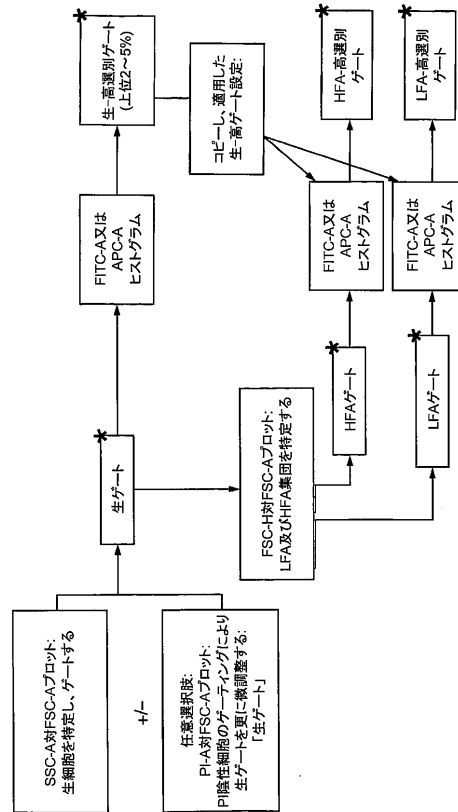 SSC-A対FSC-Aプロット:
生細胞を特定し、ゲートする
+/–
任意選択肢:
PI-A対FSC-Aプロット:
PI陰性細胞のゲーティングにより
生ゲートを更に微調整する:
「生ゲート」
*
生ゲート
FITC-A又は
APC-A
ヒストグラム
*
生-高選別ゲート
(上位2~5%)
コピーし、適用した
生-高ゲート設定:
FSC-H対FSC-Aプロット:
LFA及びHFA集団を特定する
*
HFAゲート
FITC-A又は
APC-A
ヒストグラム
*
HFA-高選別
ゲート
*
LFAゲート
FITC-A又は
APC-A
ヒストグラム
*
LFA-高選別
ゲート